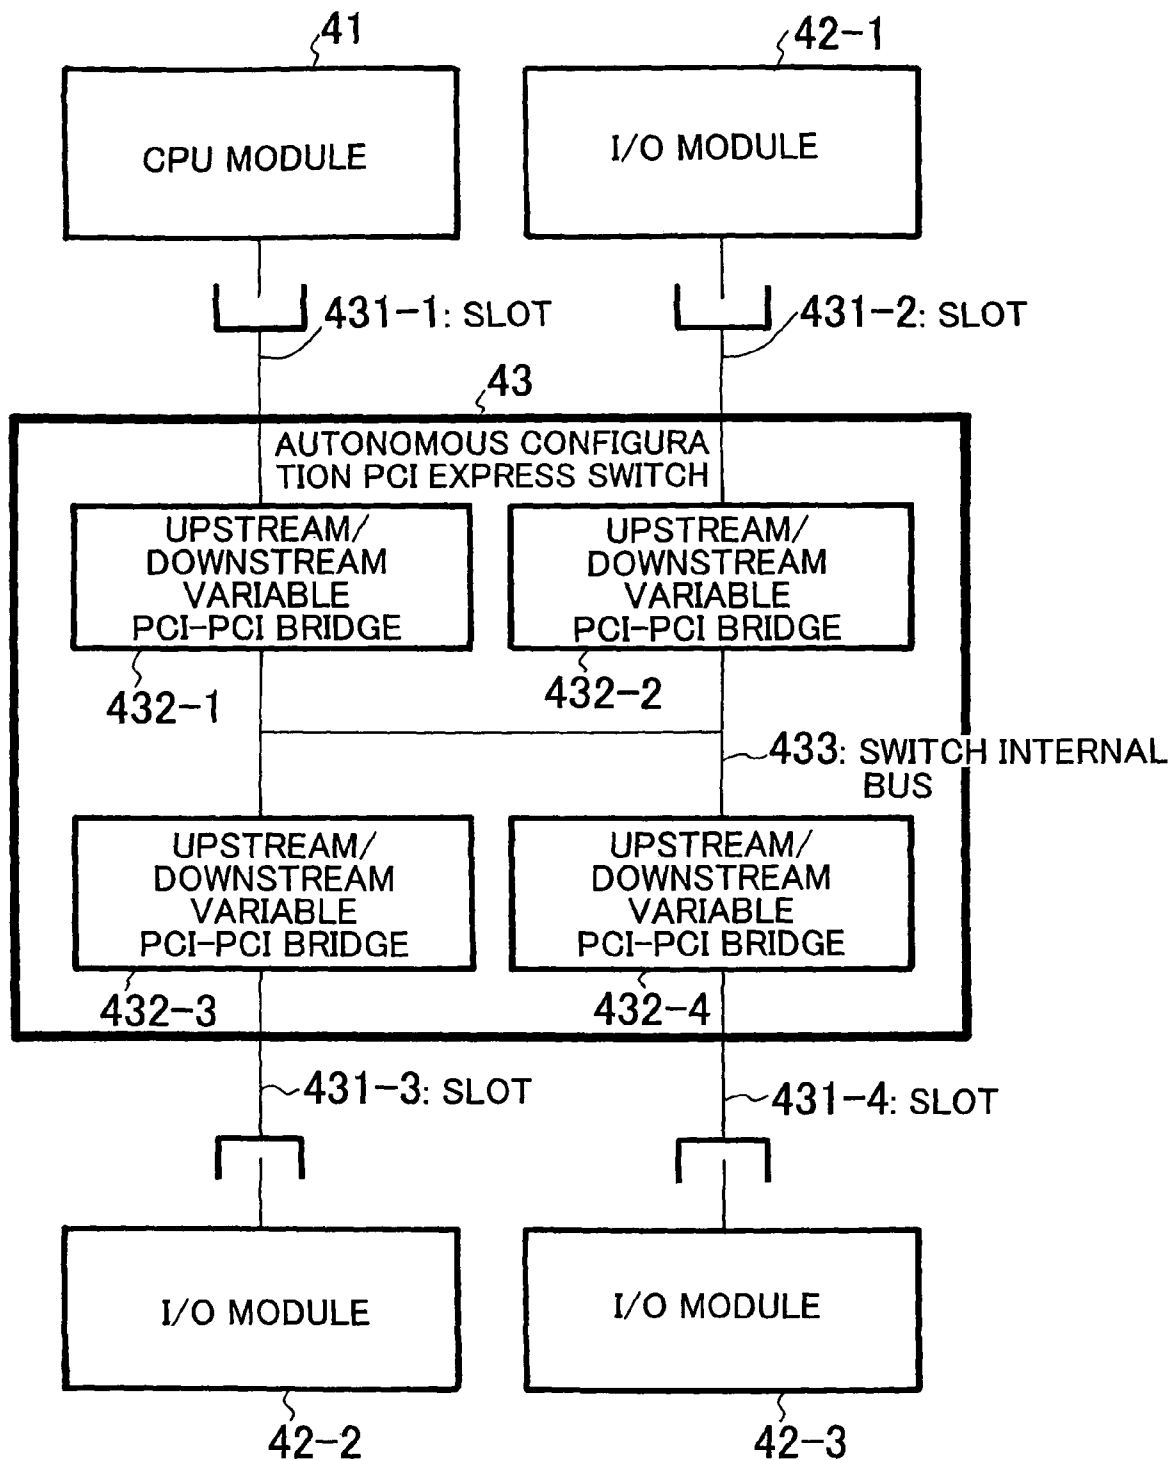 41
42-1
CPU MODULE
I/O MODULE
431-1: SLOT
431-2: SLOT
43
AUTONOMOUS CONFIGURA
TION PCI EXPRESS SWITCH
UPSTREAM/
DOWNSTREAM
VARIABLE
PCI-PCI BRIDGE
UPSTREAM/
DOWNSTREAM
VARIABLE
PCI-PCI BRIDGE
432-1
432-2
433: SWITCH INTERNAL
BUS
UPSTREAM/
DOWNSTREAM
VARIABLE
PCI-PCI BRIDGE
UPSTREAM/
DOWNSTREAM
VARIABLE
PCI-PCI BRIDGE
432-3
432-4
431-3: SLOT
431-4: SLOT
I/O MODULE
I/O MODULE
42-2
42-3